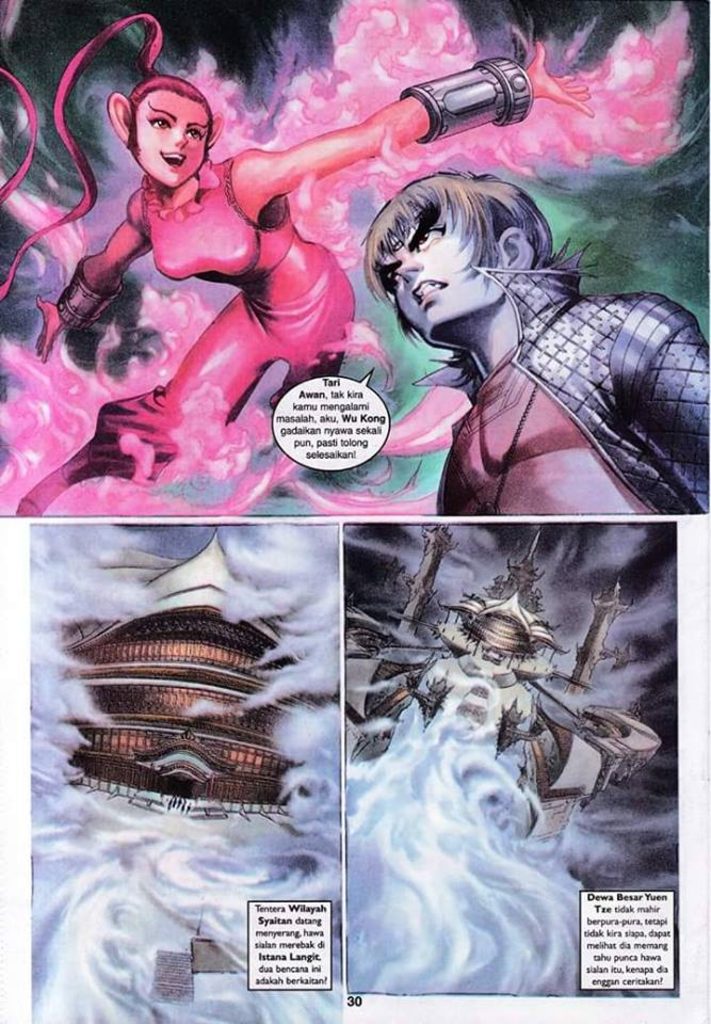 Tari
Awan, tak kira
kamu mengalami
masalah, aku, Wu Kong
gadaikan nyawa sekali
pun, pasti tolong
selesaikan!
Tentera Wilayah
Syaitan datang
menyerang, hawa
sialan merebak di
Istana Langit,
dua bencana ini
adakah berkaitan?
Dewa Besar Yuen
Tze tidak mahir
berpura-pura, tetapi
tidak kira siapa, dapat
melihat dia memang
tahu punca hawa
sialan itu, kenapa dia
enggan ceritakan?
30